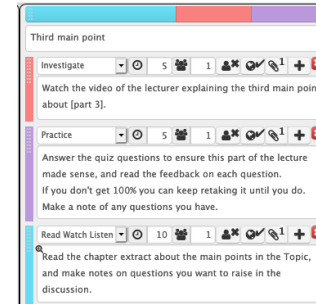 Third main point
Investigate 5 1 1
Watch the video of the lecturer explaining the third main poin
about [part 3].
Practice 5 1 1
Answer the quiz questions to ensure this part of the lecture
made sense, and read the feedback on each question.
If you don't get 100% you can keep retaking it until you do.
Make a note of any questions you have.
Read Watch Listen 10 1 1
Read the chapter extract about the main points in the Topic,
and make notes on questions you want to raise in the
discussion.